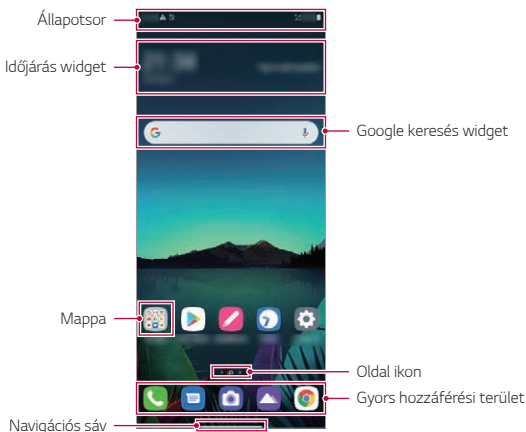 Állapotsor
Időjárás widget
Google keresés widget
Mappa
Oldal ikon
Gyors hozzáférési terület
Navigációs sáv